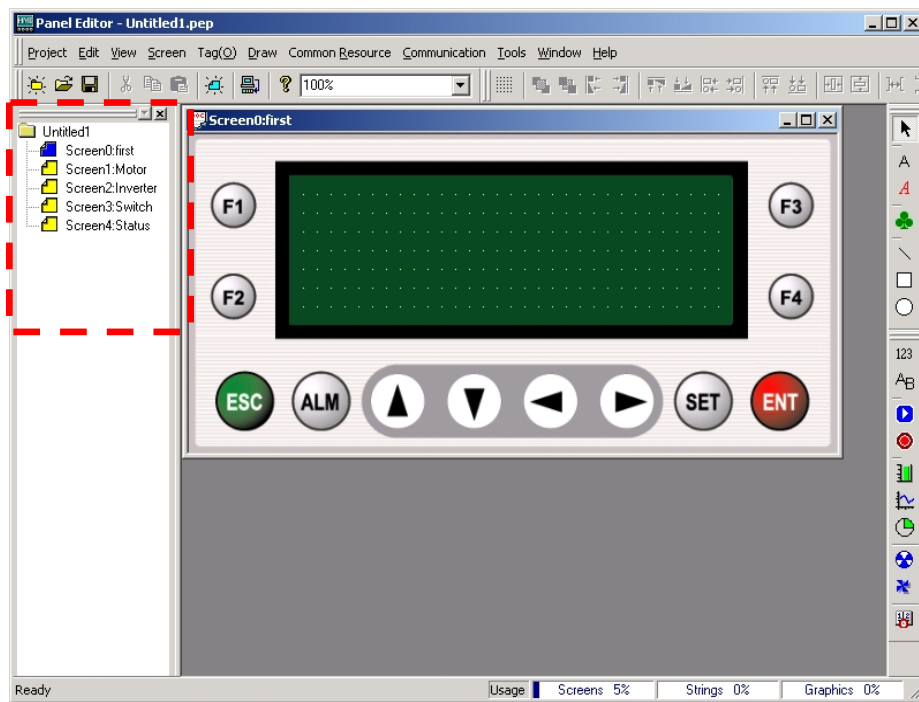 Panel Editor - Untitled1.pep
Project Edit View Screen Tag(O) Draw Common Resource Communication Tools Window Help
100%
Untitled1
Screen0:first
Screen1:Motor
Screen2:Inverter
Screen3:Switch
Screen4:Status
Screen0:first
F1
F3
F2
F4
ESC ALM SET ENT
A
A
123
AB
Ready
Usage Screens 5% Strings 0% Graphics 0%